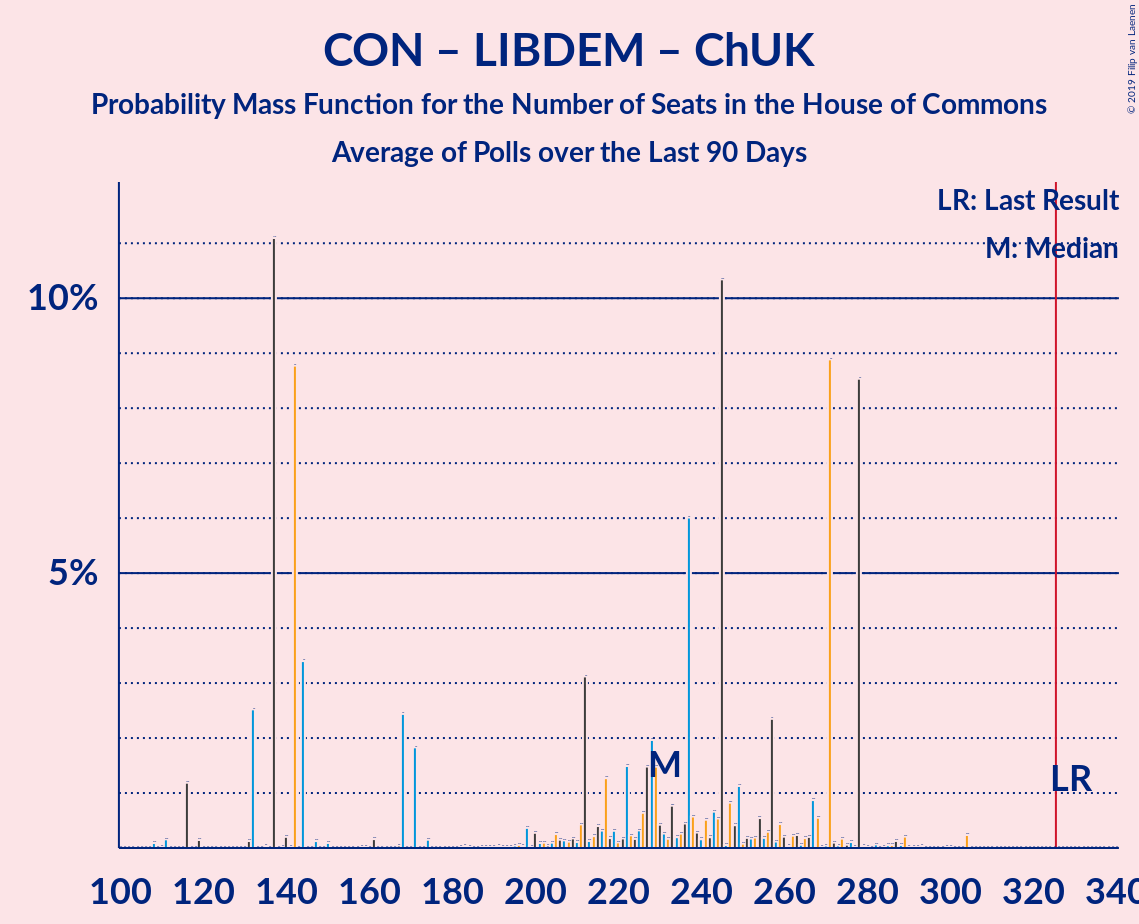 CON – LIBDEM – ChUK
Probability Mass Function for the Number of Seats in the House of Commons
Average of Polls over the Last 90 Days
© 2019 Filip van Laenen
LR: Last Result
M: Median
10%
5%
M
LR
100 120 140 160 180 200 220 240 260 280 300 320 340